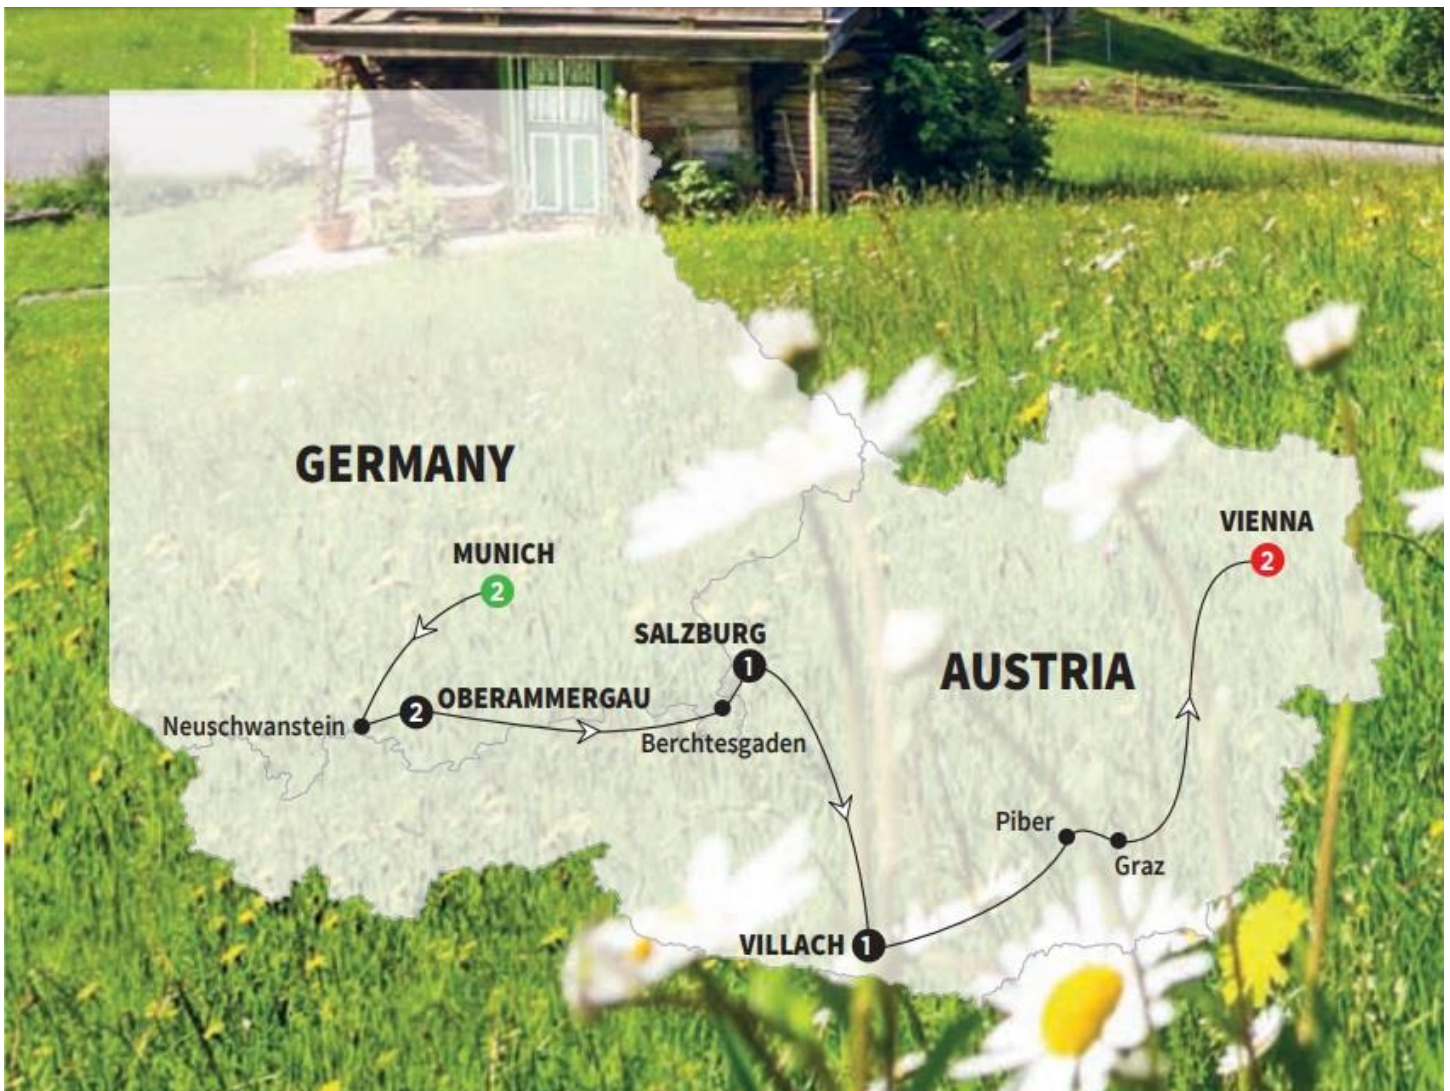 GERMANY
MUNICH
2
VIENNA
2
SALZBURG
1
AUSTRIA
2 OBERAMMERGAU
Neuschwanstein
Berchtesgaden
Piber
Graz
VILLACH 1